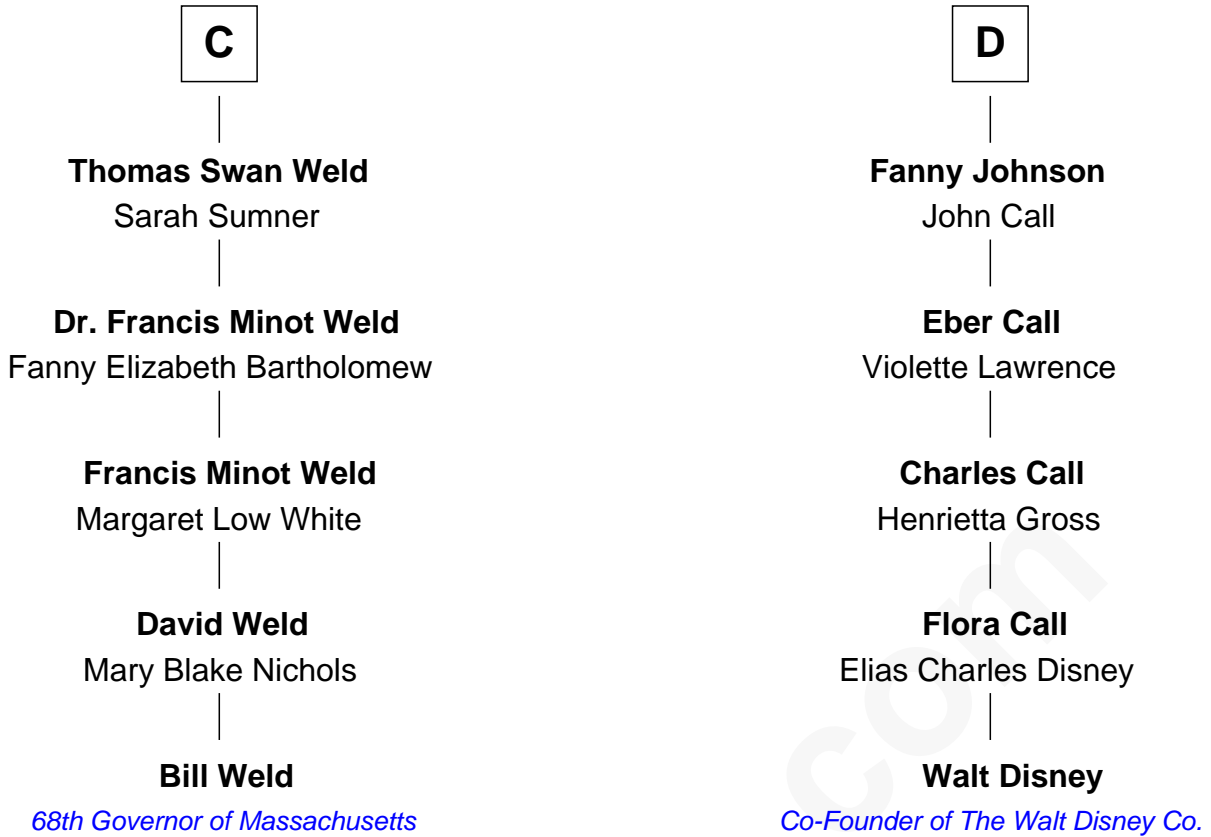 C
Thomas Swan Weld
Sarah Sumner
Dr. Francis Minot Weld
Fanny Elizabeth Bartholomew
Francis Minot Weld
Margaret Low White
David Weld
Mary Blake Nichols
Bill Weld
68th Governor of Massachusetts
D
Fanny Johnson
John Call
Eber Call
Violette Lawrence
Charles Call
Henrietta Gross
Flora Call
Elias Charles Disney
Walt Disney
Co-Founder of The Walt Disney Co.
com